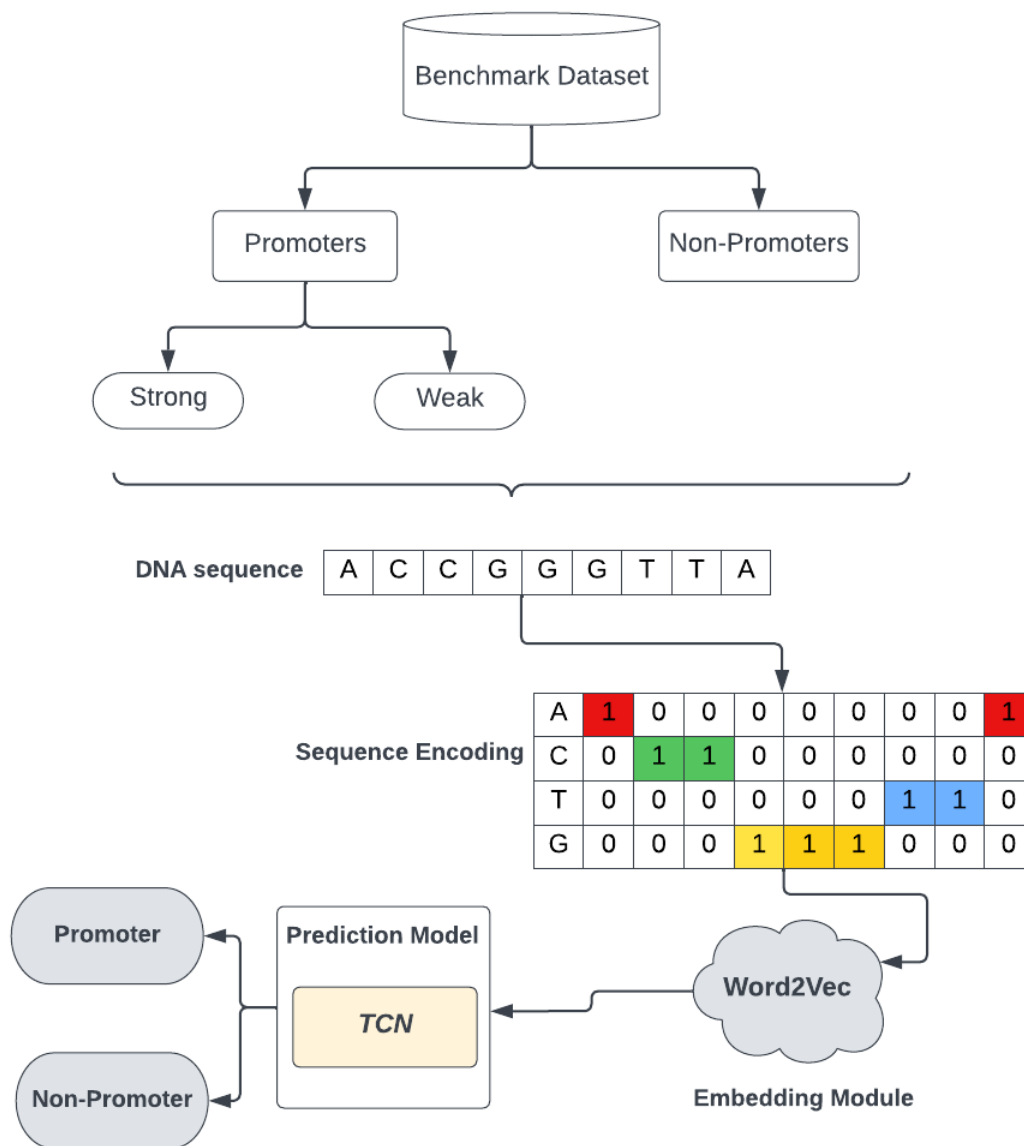 Benchmark Dataset
Promoters
Non-Promoters
Strong
Weak
DNA sequence
A C C G G G T T A
Sequence Encoding
A 1 0 0 0 0 0 0 0 1
C 0 1 1 0 0 0 0 0 0
T 0 0 0 0 0 0 1 1 0
G 0 0 0 1 1 1 0 0 0
Promoter
Prediction Model
TCN
Word2Vec
Non-Promoter
Embedding Module